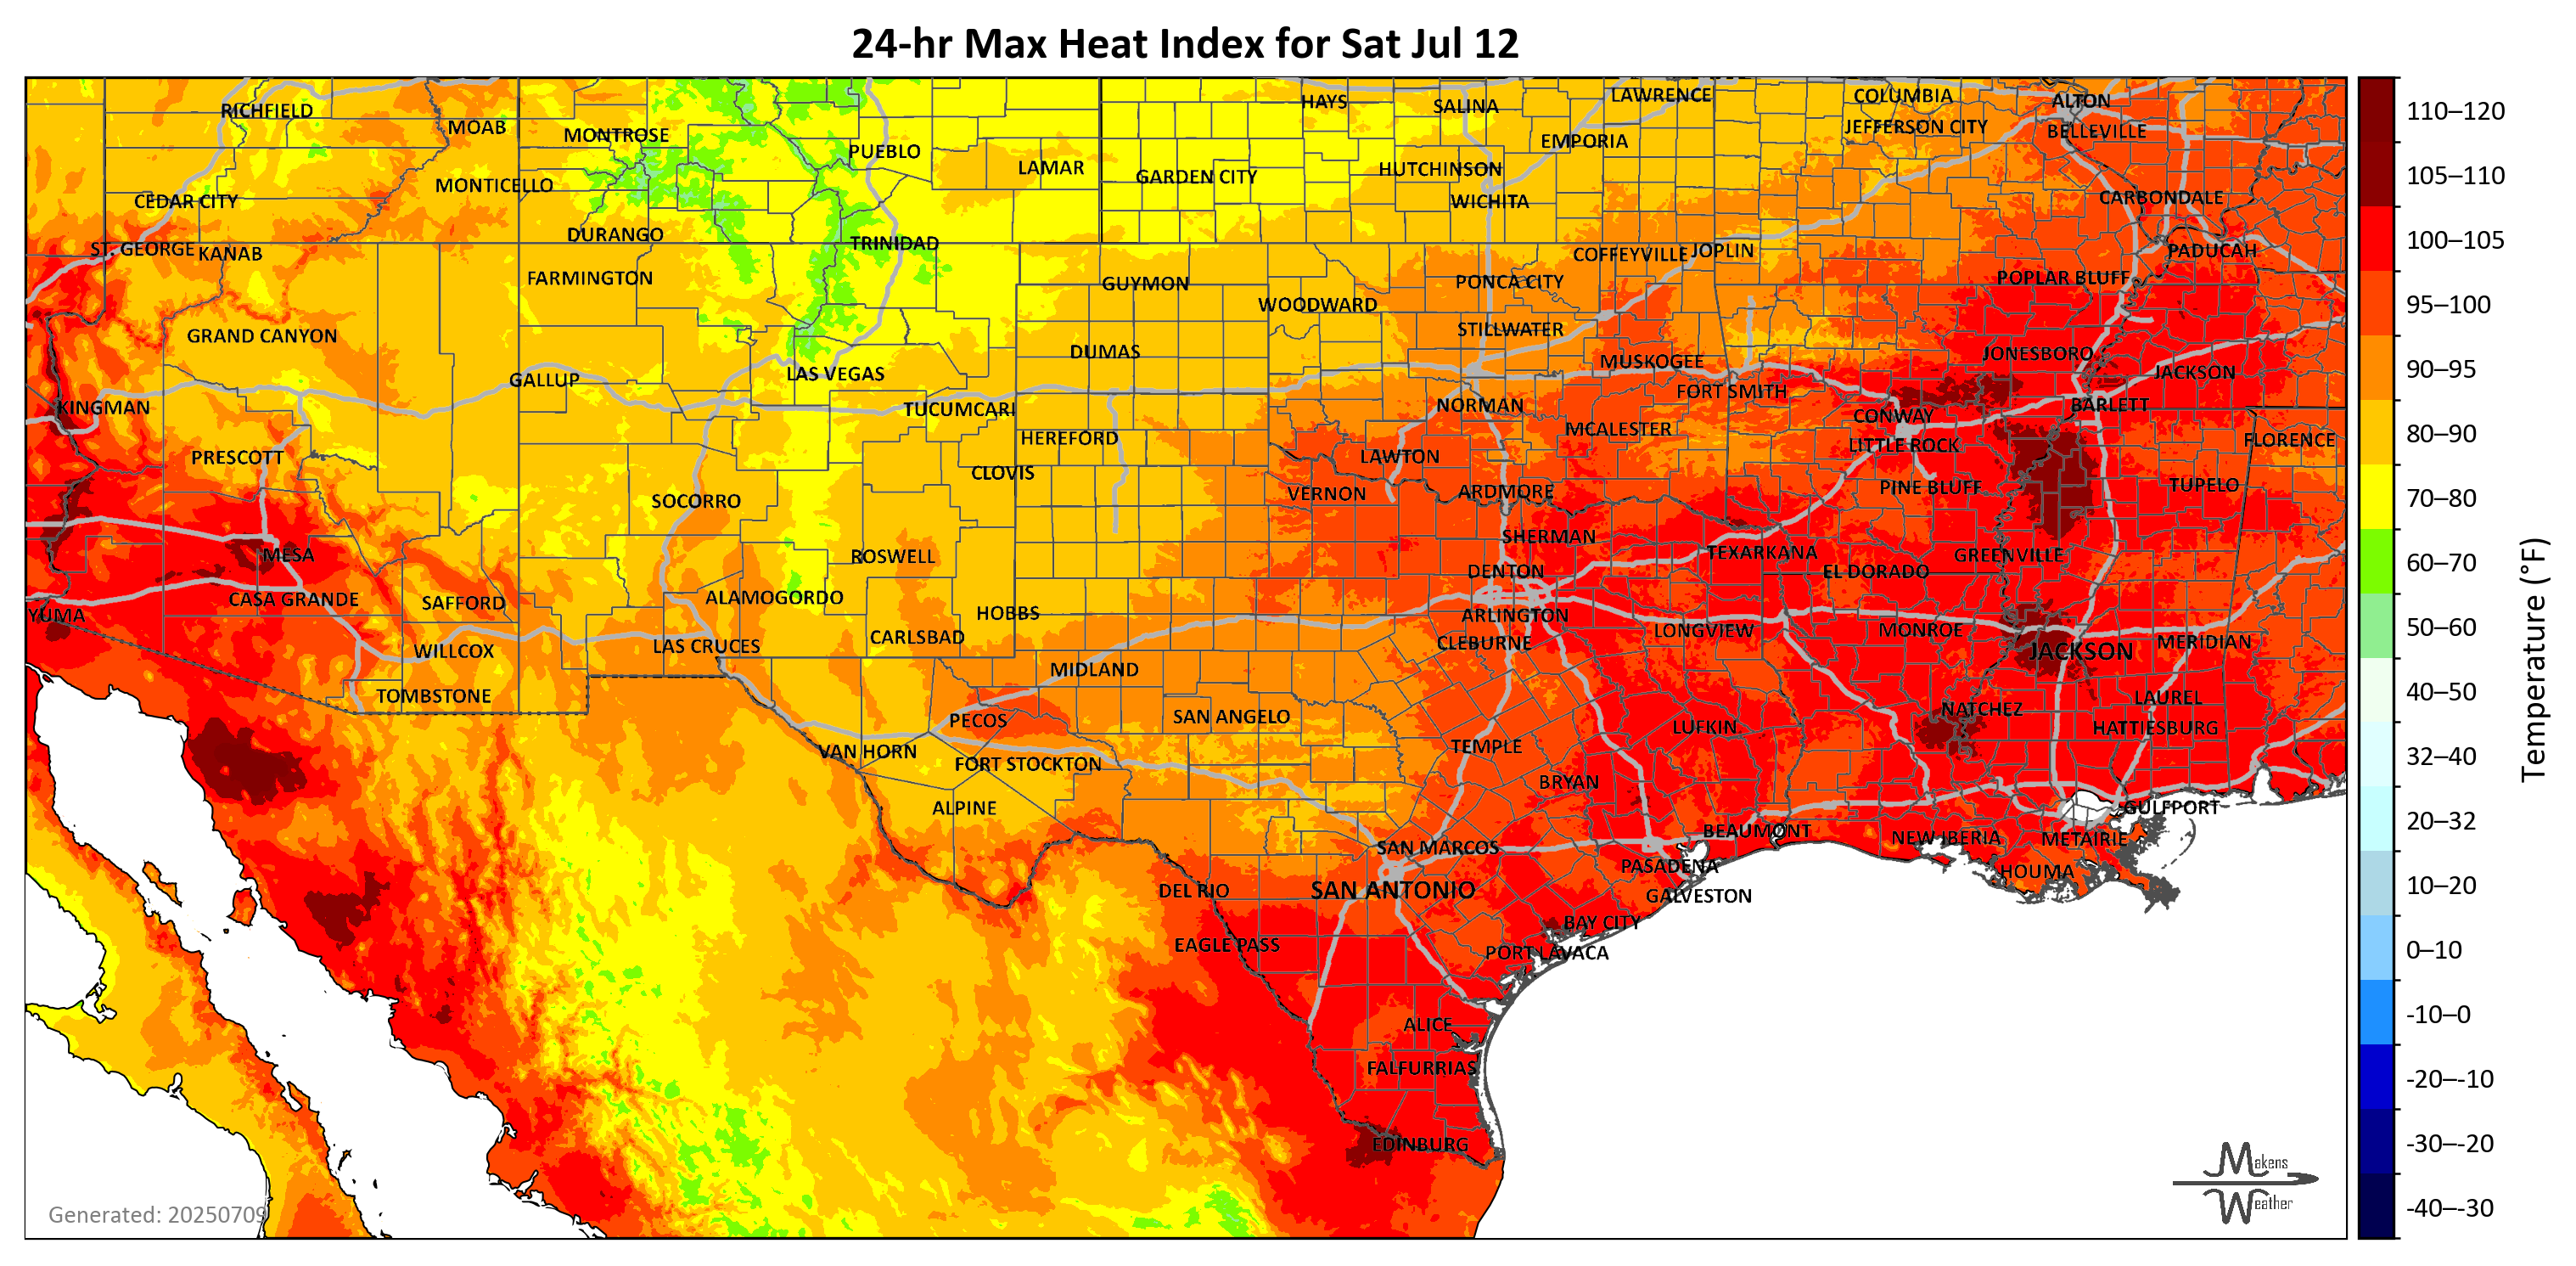 24-hr Max Heat Index for Sat Jul 12
RICHFIELD
MOAB
MONTROSE
PUEBLO
LAMAR
HAYS
SALINA
LAWRENCE
COLUMBIA
ALTON
EMPORIA
JEFFERSON CITY
BELLEVILLE
GARDEN CITY
HUTCHINSON
MONTICELLO
CEDAR CITY
WICHITA
CARBONDALE
DURANGO
TRINIDAD
ST. GEORGE
KANAB
COFFEYVILLE
JOPLIN
PADUCAH
FARMINGTON
GUYMON
PONCA CITY
POPLAR BLUFF
WOODWARD
GRAND CANYON
STILLWATER
DUMAS
MUSKOGEE
JONESBORO
GALLUP
LAS VEGAS
FORT SMITH
JACKSON
KINGMAN
TUCUMCARI
NORMAN
CONWAY
BARLETT
HEREFORD
MCALESTER
LITTLE ROCK
FLORENCE
PRESCOTT
CLOVIS
LAWTON
SOCORRO
VERNON
ARDMORE
PINE BLUFF
TUPELO
MESA
ROSWELL
SHERMAN
TEXARKANA
GREENVILLE
DENTON
EL DORADO
CASA GRANDE
SAFFORD
ALAMOGORDO
HOBBS
ARLINGTON
YUMA
WILLCOX
LAS CRUCES
CARLSBAD
CLEBURNE
LONGVIEW
MONROE
JACKSON
MERIDIAN
MIDLAND
TOMBSTONE
PECOS
SAN ANGELO
NATCHEZ
LAUREL
VAN HORN
FORT STOCKTON
TEMPLE
LUFKIN
HATTIESBURG
ALPINE
BRYAN
GULFPORT
SAN MARCOS
BEAUMONT
NEW IBERIA
METAIRIE
DEL RIO
SAN ANTONIO
PASADENA
HOUMA
GALVESTON
EAGLE PASS
BAY CITY
PORT LAVACA
ALICE
FALFURRIAS
EDINBURG
Generated: 20250709
Makens
Weather
110–120
105–110
100–105
95–100
90–95
80–90
70–80
60–70
50–60
40–50
32–40
20–32
10–20
0–10
-10–0
-20–-10
-30–-20
-40–-30
Temperature (°F)